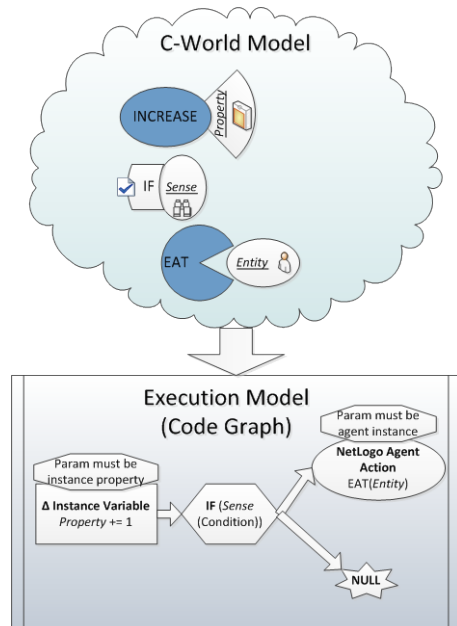 C-World Model
INCREASE
Property
IF
Sense
EAT
Entity
Execution Model
(Code Graph)
Param must be
agent instance
Param must be
instance property
NetLogo Agent
Action
EAT(Entity)
Δ Instance Variable
Property += 1
IF (Sense
(Condition))
NULL